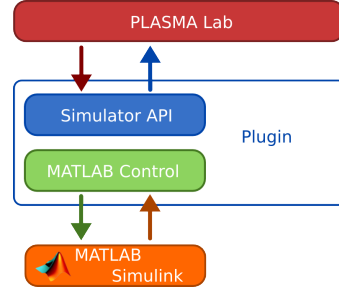 PLASMA Lab
Simulator API
Plugin
MATLAB Control
MATLAB
Simulink